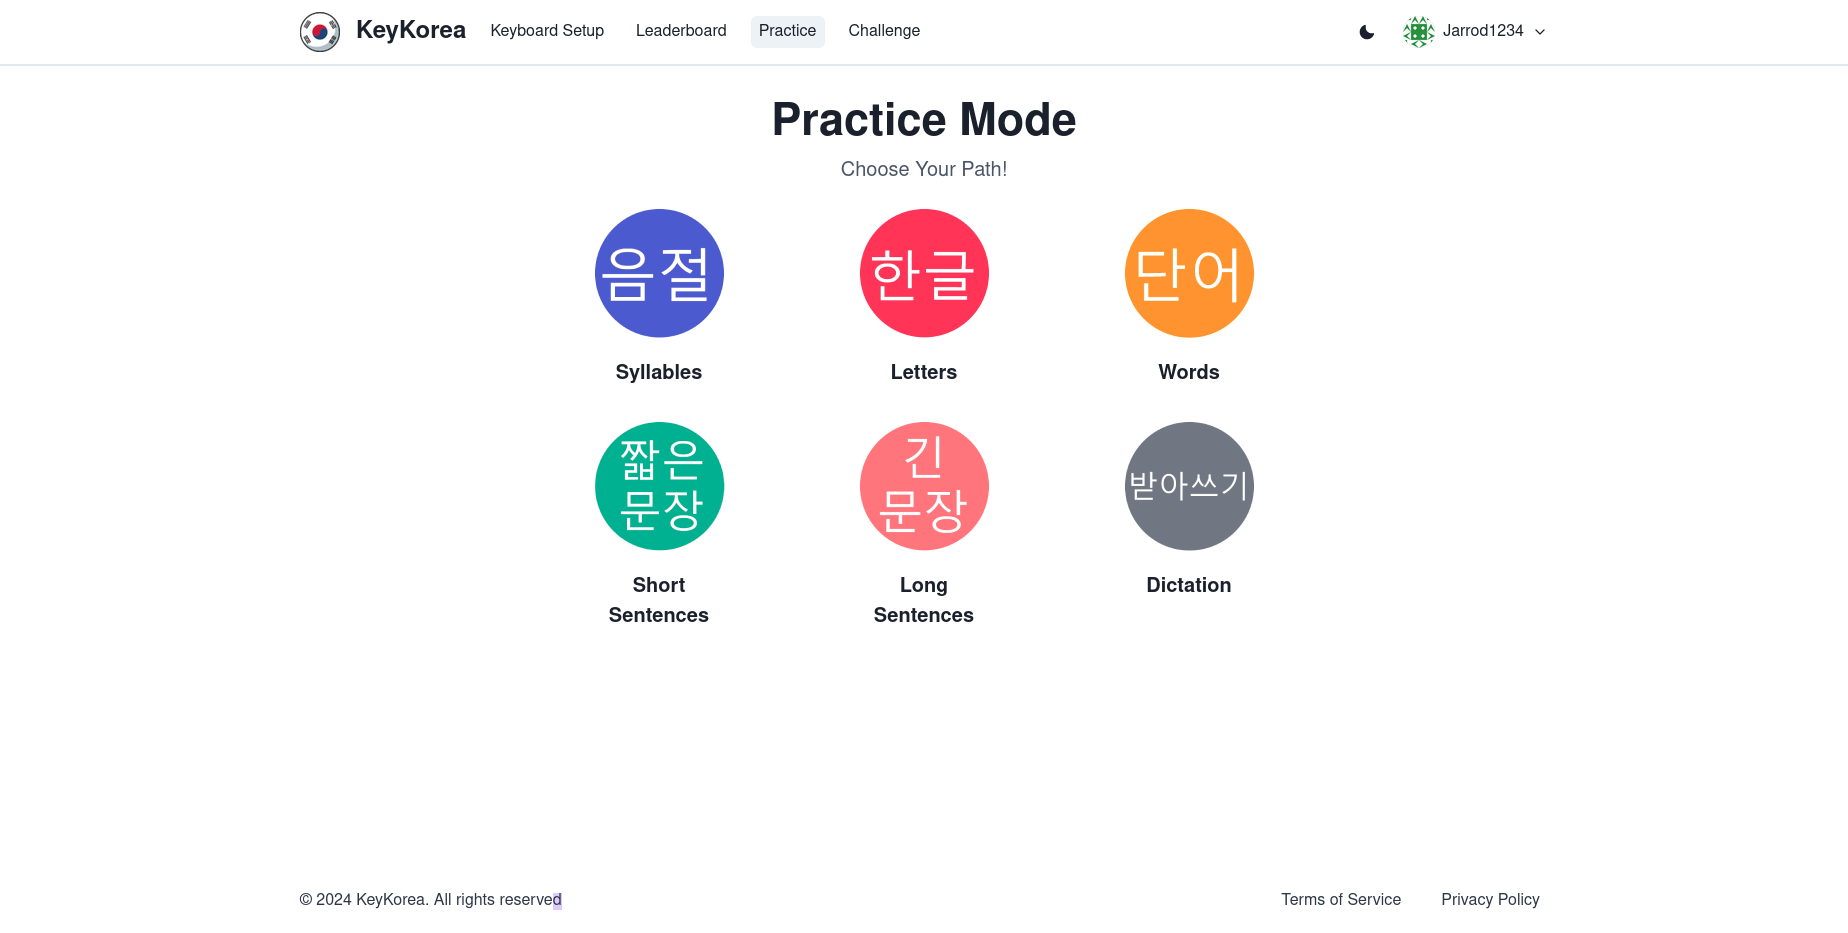 KeyKorea Keyboard Setup Leaderboard Practice Challenge Jarrod1234
Practice Mode
Choose Your Path!
음절 한글 단어
Syllables Letters Words
짧은 긴
문장 문장 받아쓰기
Short Long Dictation
Sentences Sentences
© 2024 KeyKorea. All rights reserved Terms of Service Privacy Policy